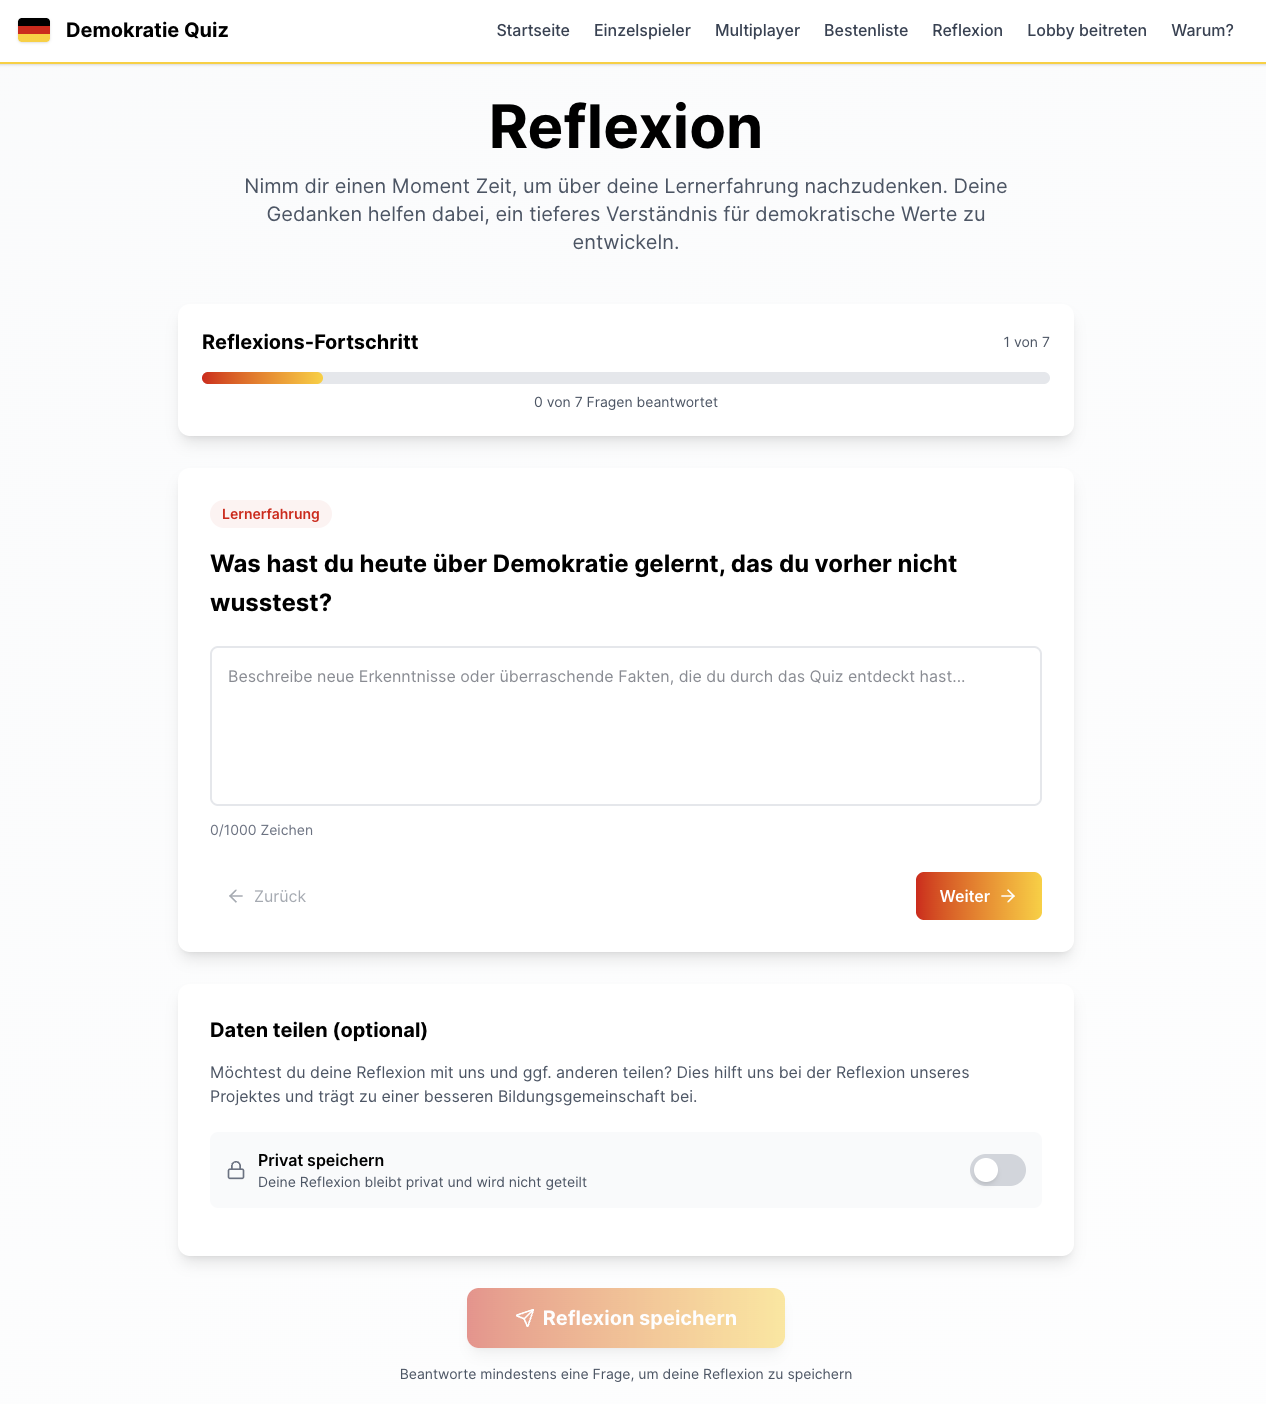 Demokratie Quiz
Startseite
Einzelspieler
Multiplayer
Bestenliste
Reflexion
Lobby beitreten
Warum?
Reflexion
Nimm dir einen Moment Zeit, um über deine Lernerfahrung nachzudenken. Deine
Gedanken helfen dabei, ein tieferes Verständnis für demokratische Werte zu
entwickeln.
Reflexions-Fortschritt
1 von 7
0 von 7 Fragen beantwortet
Lernerfahrung
Was hast du heute über Demokratie gelernt, das du vorher nicht
wusstest?
Beschreibe neue Erkenntnisse oder überraschende Fakten, die du durch das Quiz entdeckt hast...
0/1000 Zeichen
Zurück
Weiter
Daten teilen (optional)
Möchtest du deine Reflexion mit uns und ggf. anderen teilen? Dies hilft uns bei der Reflexion unseres
Projektes und trägt zu einer besseren Bildungsgemeinschaft bei.
Privat speichern
Deine Reflexion bleibt privat und wird nicht geteilt
Reflexion speichern
Beantworte mindestens eine Frage, um deine Reflexion zu speichern